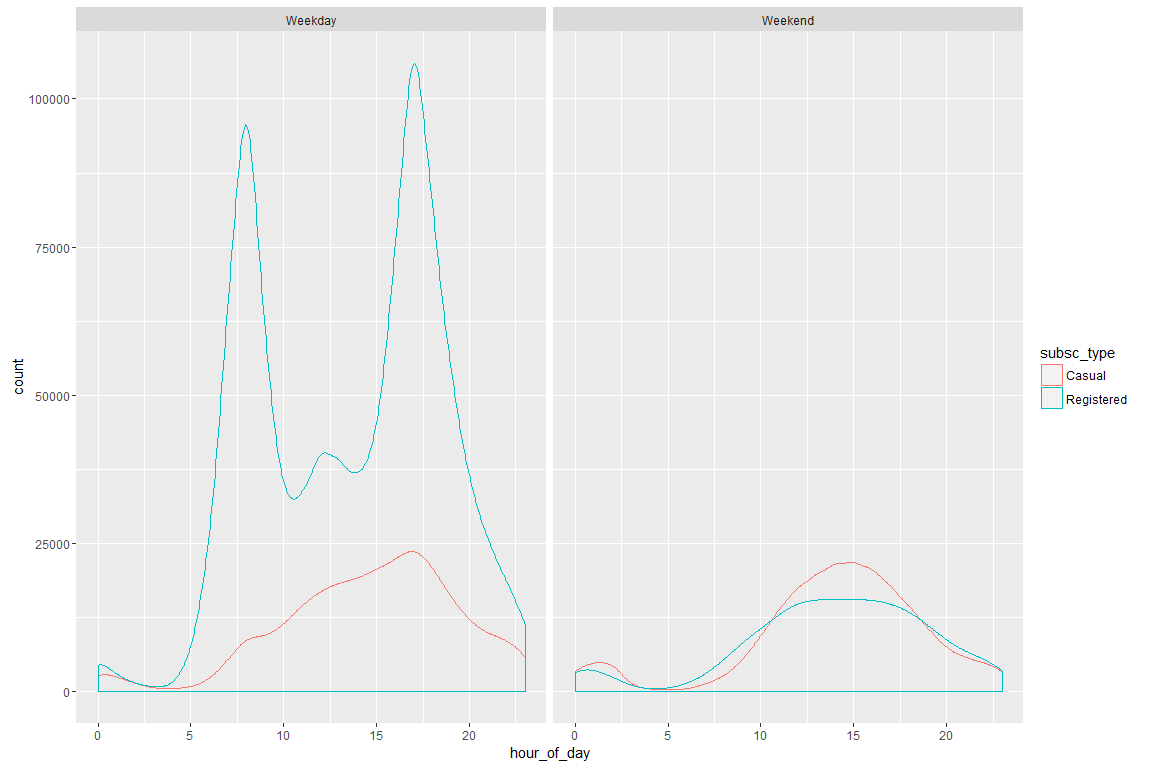 Weekday
Weekend
100000
75000
50000
25000
0
count
0 5 10 15 20
0 5 10 15 20
hour_of_day
subsc_type
Casual
Registered